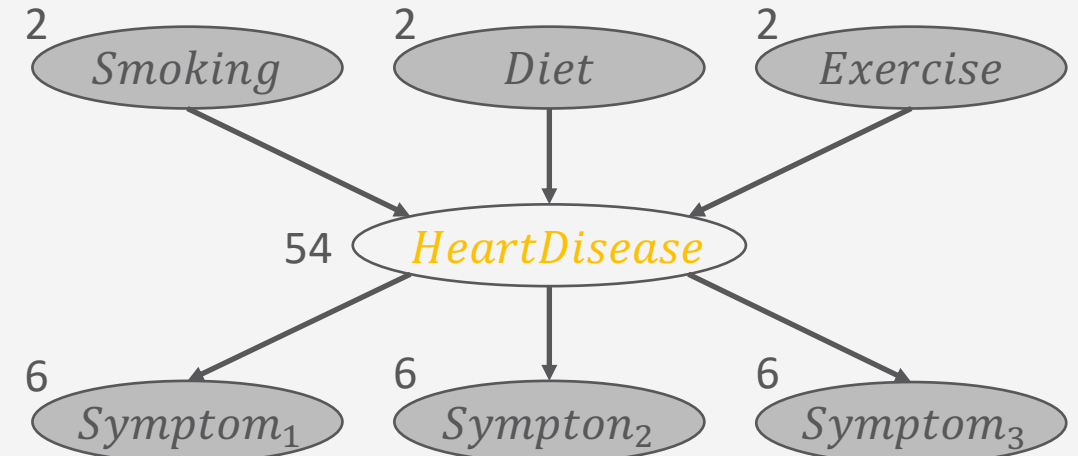 2 2 2
Smoking Diet Exercise
54 HeartDisease
6 6 6
Symptom₁ Sympton₂ Symptom₃